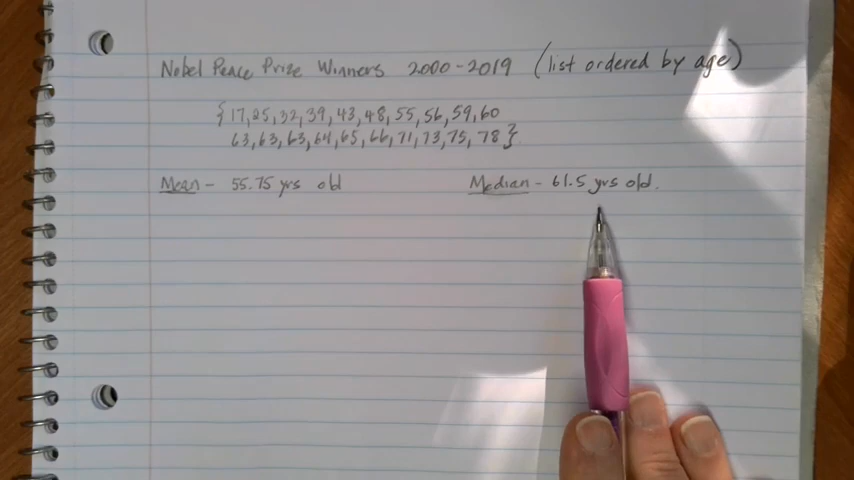 Nobel Peace Prize Winners 2000-2019 (list ordered by age)
{17,25,32,39,43,48,55,56,59,60
63,63,63,64,65,66,71,73,75,78}
Mean - 55.75 yrs old
Median - 61.5 yrs old.